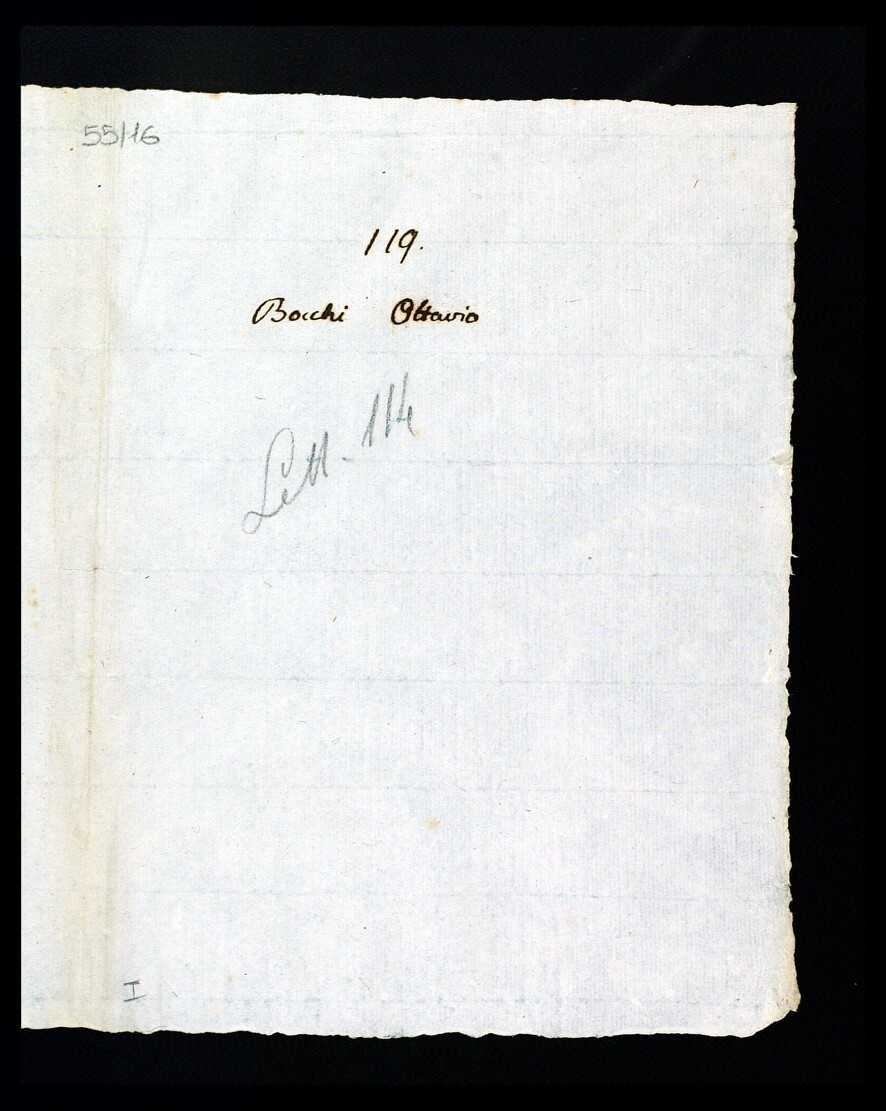 55/16
119.
Bocchi Ottavio
Lett. 114
I